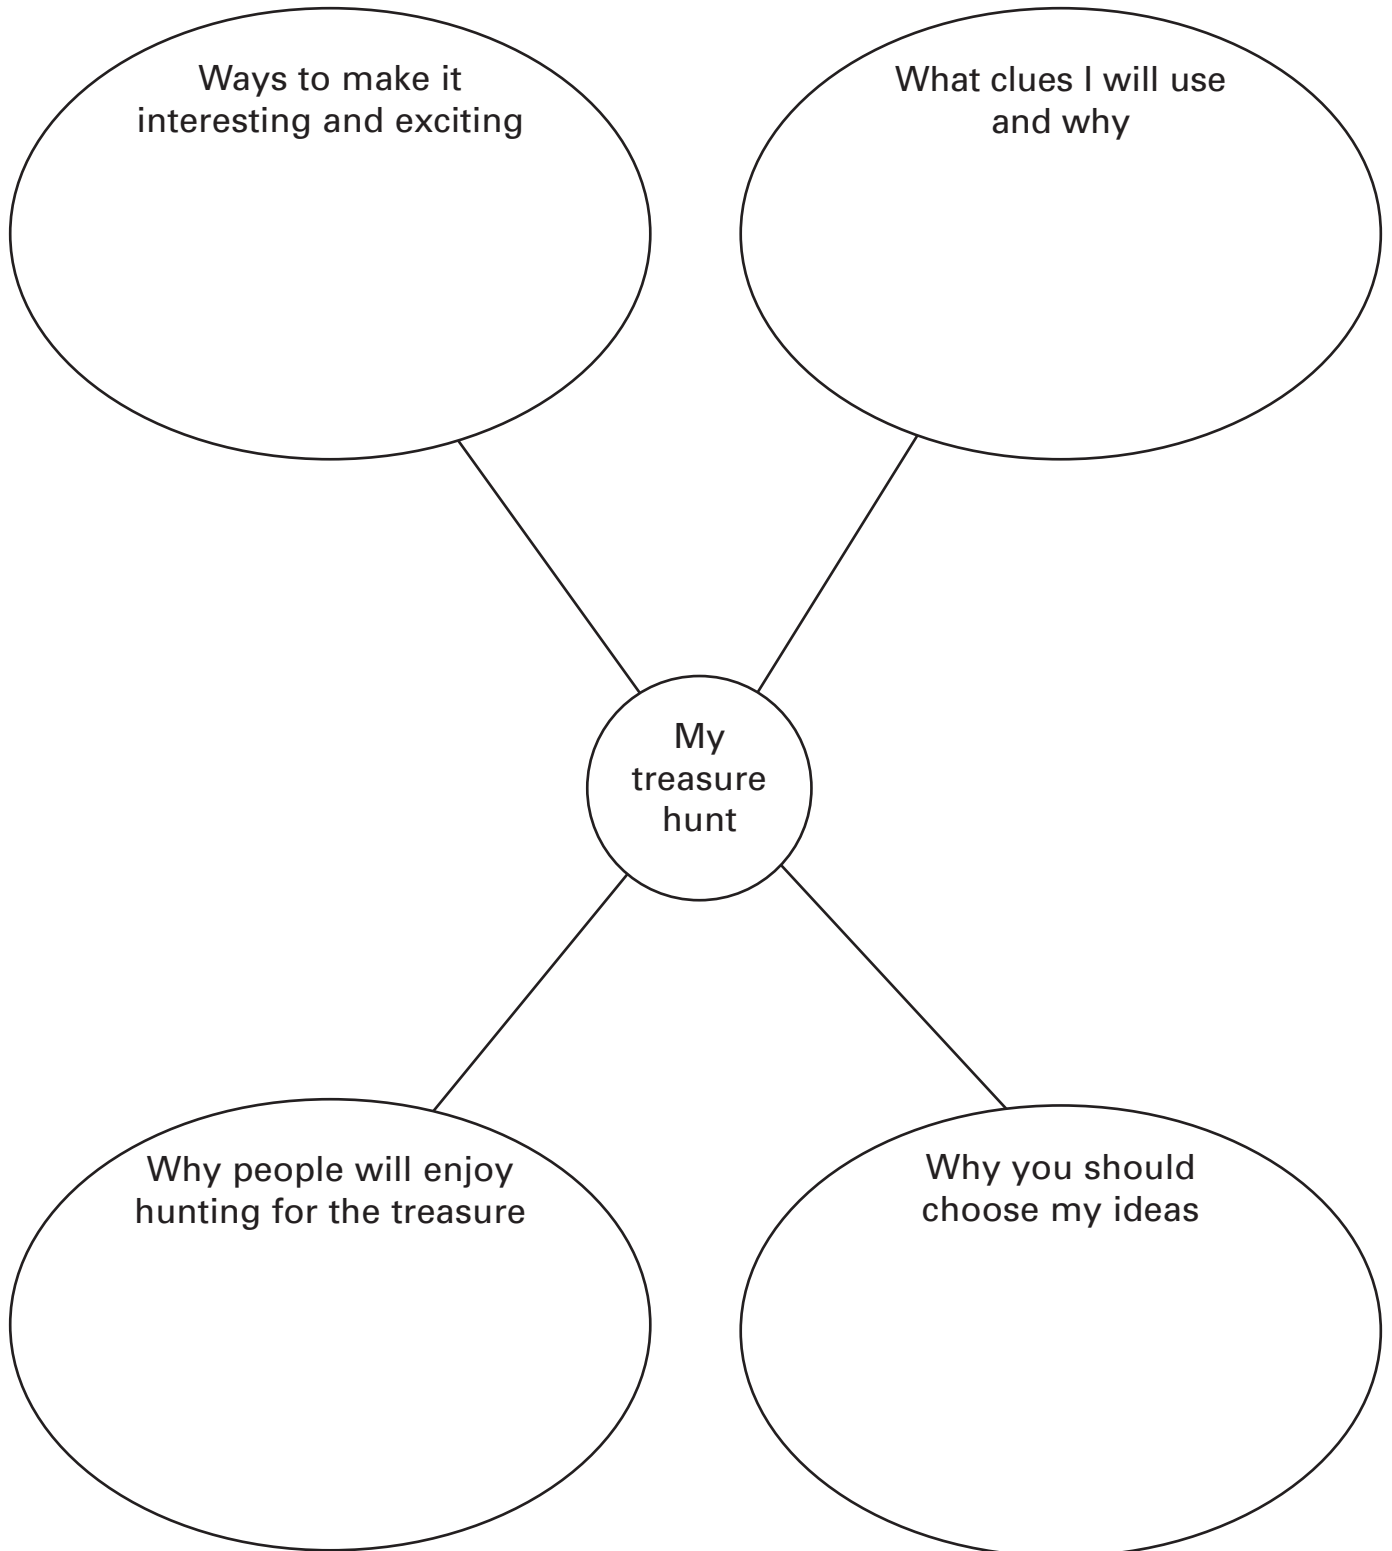 Ways to make it
interesting and exciting
What clues I will use
and why
My
treasure
hunt
Why people will enjoy
hunting for the treasure
Why you should
choose my ideas